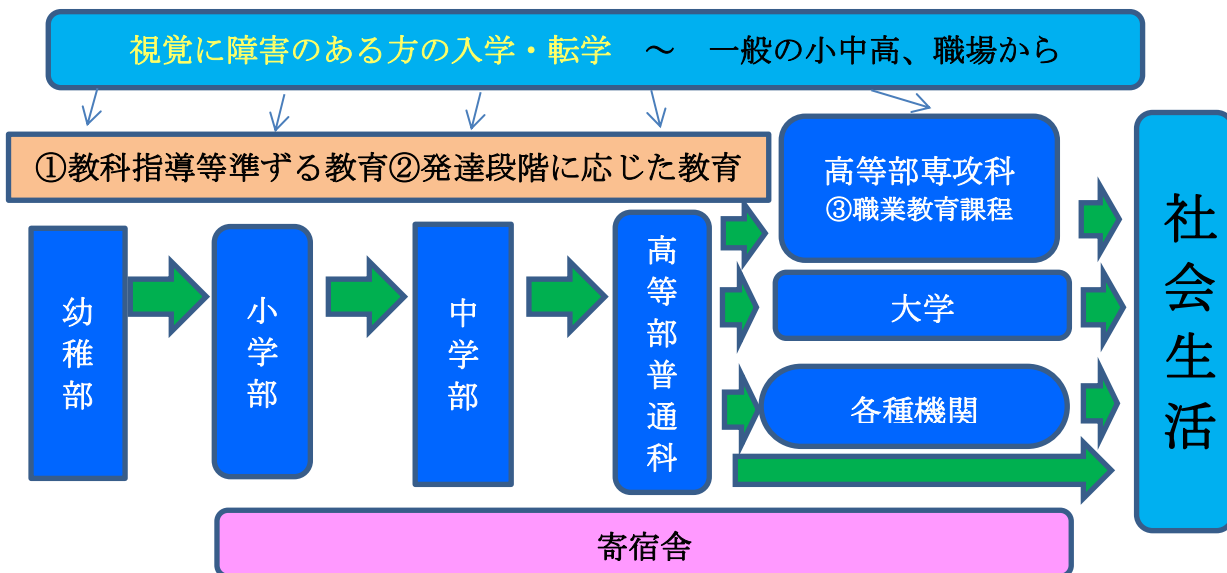 視覚に障害のある方の入学・転学　～　一般の小中高、職場から
①教科指導等準ずる教育②発達段階に応じた教育
幼稚部
小学部
中学部
高等部普通科
高等部専攻科
③職業教育課程
大学
各種機関
社会生活
寄宿舎